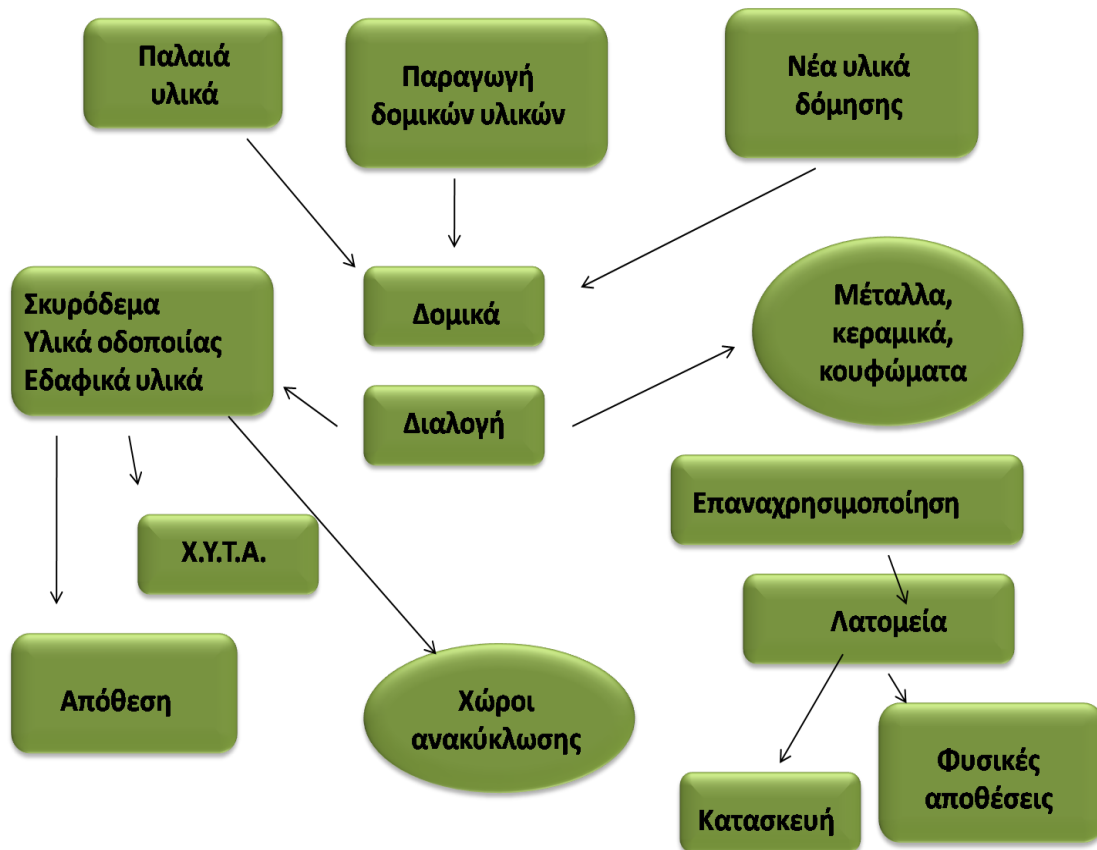 Παλαιά
υλικά
Παραγωγή
δομικών υλικών
Νέα υλικά
δόμησης
Σκυρόδεμα
Υλικά οδοποιίας
Εδαφικά υλικά
Δομικά
Μέταλλα,
κεραμικά,
κουφώματα
Διαλογή
Επαναχρησιμοποίηση
Χ.Υ.Τ.Α.
Λατομεία
Απόθεση
Χώροι
ανακύκλωσης
Φυσικές
αποθέσεις
Κατασκευή